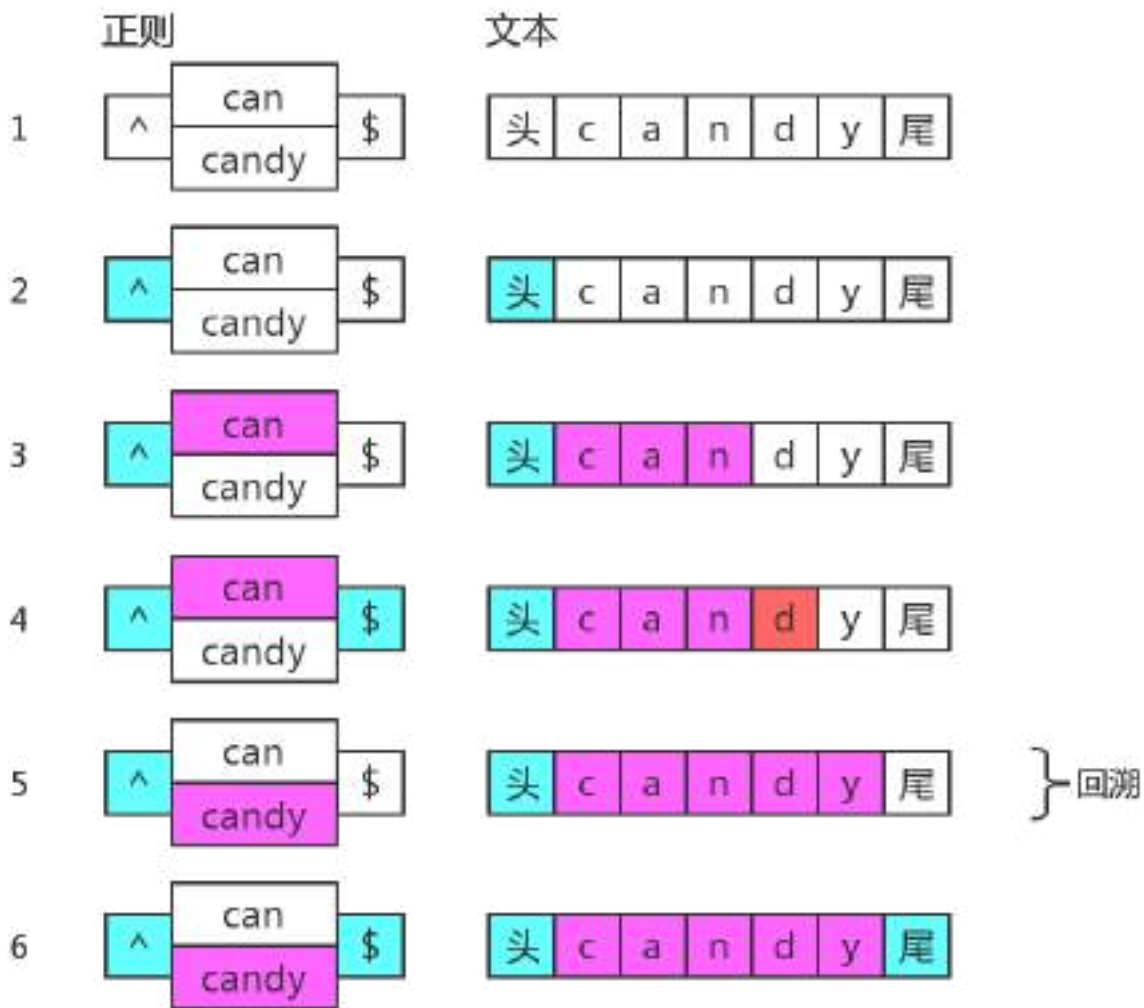 正则 文本
can
1 ^ $ 头 c a n d y 尾
candy
can
2 ^ $ 头 c a n d y 尾
candy
can
3 ^ $ 头 c a n d y 尾
candy
can
4 ^ $ 头 c a n d y 尾
candy
can
5 ^ $ 头 c a n d y 尾 回溯
candy
can
6 ^ $ 头 c a n d y 尾
candy